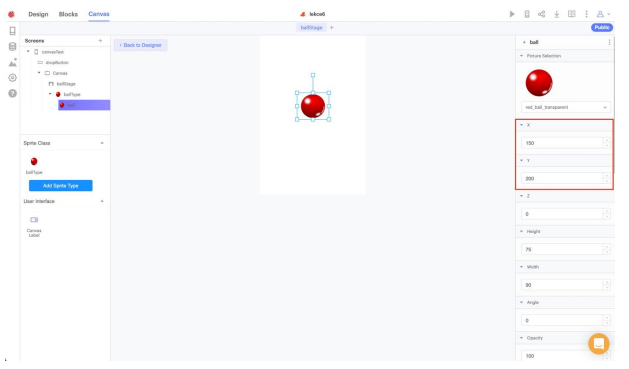 Design Blocks Canvas
lekce6
ballStage +
Public
Screens +
< Back to Designer
canvasTest
dropButton
Canvas
ballStage
ballType
ball
Sprite Class
ballType
Add Sprite Type
User Interface
Canvas
Label
ball
Picture Selection
red_ball_transparent
X
150
Y
200
Z
0
Height
75
Width
90
Angle
0
Opacity
100